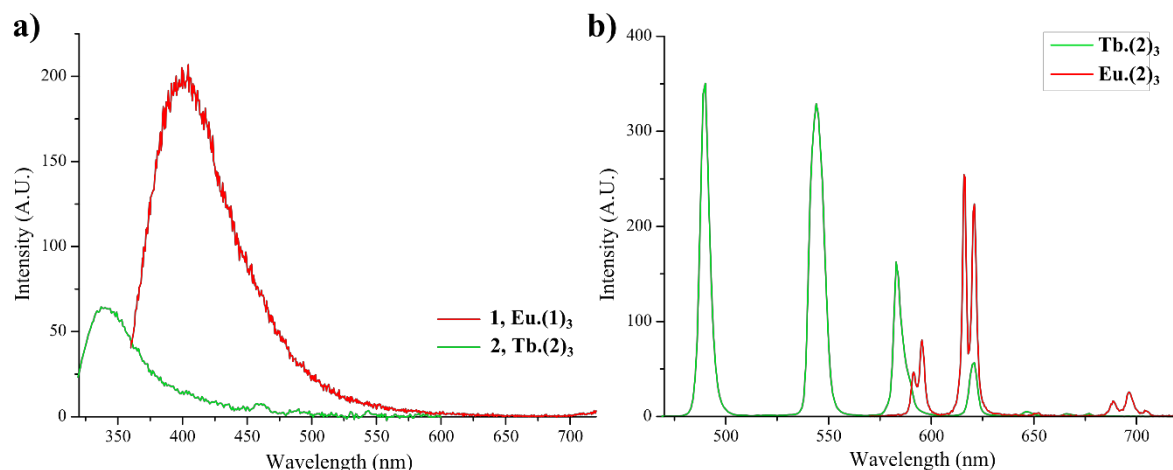 a)
Intensity (A.U.)
200
150
100
50
0
350 400 450 500 550 600 650 700
Wavelength (nm)
1, Eu.(1)₃
2, Tb.(2)₃
b)
Intensity (A.U.)
400
300
200
100
0
500 550 600 650 700
Wavelength (nm)
Tb.(2)₃
Eu.(2)₃